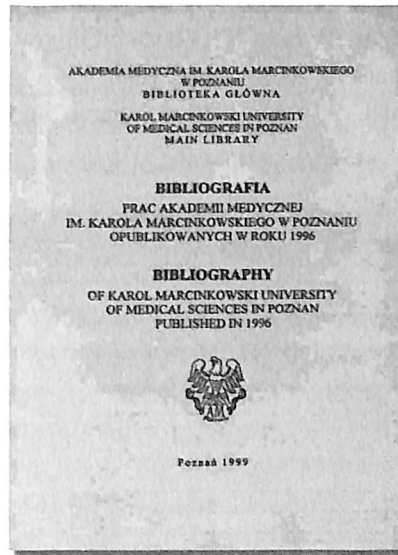 AKADEMIA MEDYCZNA IM. KAROLA MARCINKOWSKIEGO
W POZNANIU
BIBLIOTEKA GŁÓWNA
KAROL MARCINKOWSKI UNIVERSITY
OF MEDICAL SCIENCES IN POZNAN
MAIN LIBRARY
BIBLIOGRAFIA
PRAC AKADEMII MEDYCZNEJ
IM. KAROLA MARCINKOWSKIEGO W POZNANIU
OPUBLIKOWANYCH W ROKU 1996
BIBLIOGRAPHY
OF KAROL MARCINKOWSKI UNIVERSITY
OF MEDICAL SCIENCES IN POZNAN
PUBLISHED IN 1996
AM
Poznań 1999